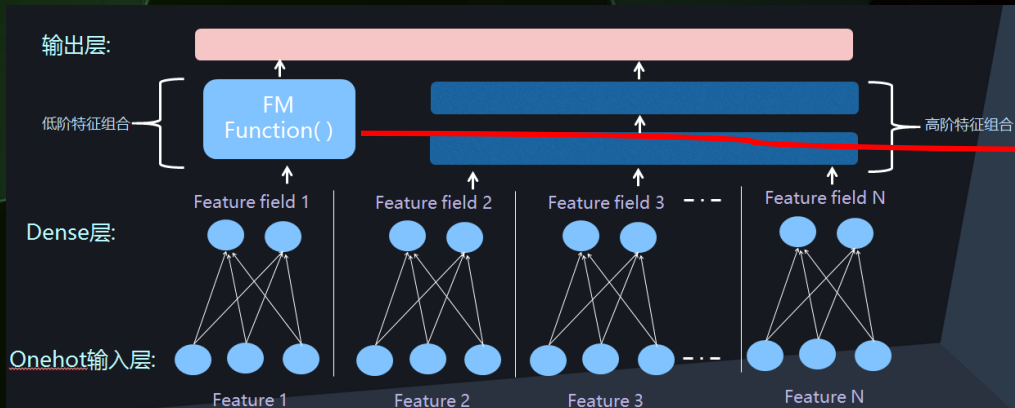 输出层:
FM
Function( )
低阶特征组合
高阶特征组合
Feature field 1
Feature field 2
Feature field 3
Feature field N
Dense层:
Onehot输入层:
Feature 1
Feature 2
Feature 3
Feature N